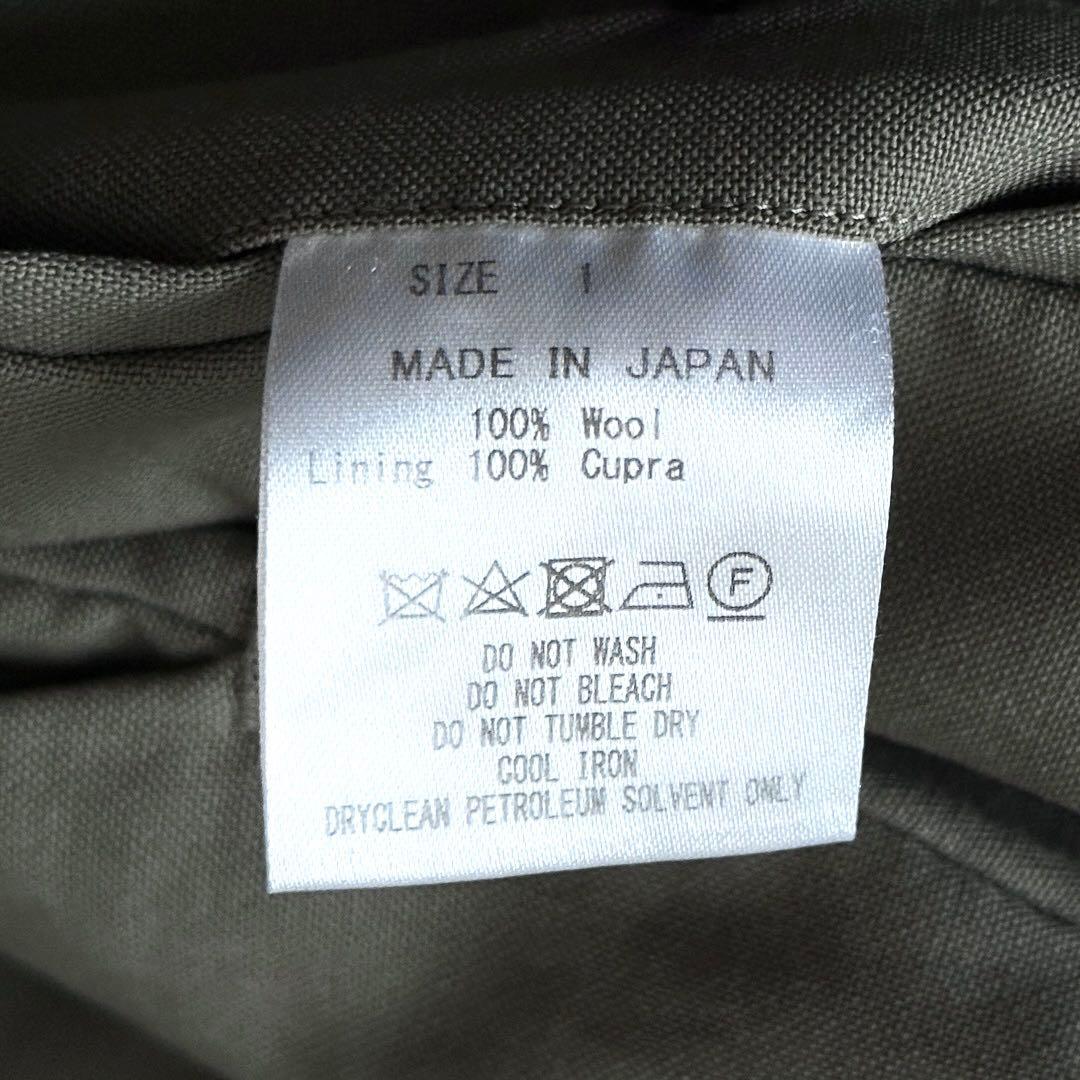 SIZE 1
MADE IN JAPAN
100% Wool
Lining 100% Cupra
F
DO NOT WASH
DO NOT BLEACH
DO NOT TUMBLE DRY
COOL IRON
DRYCLEAN PETROLEUM SOLVENT ONLY